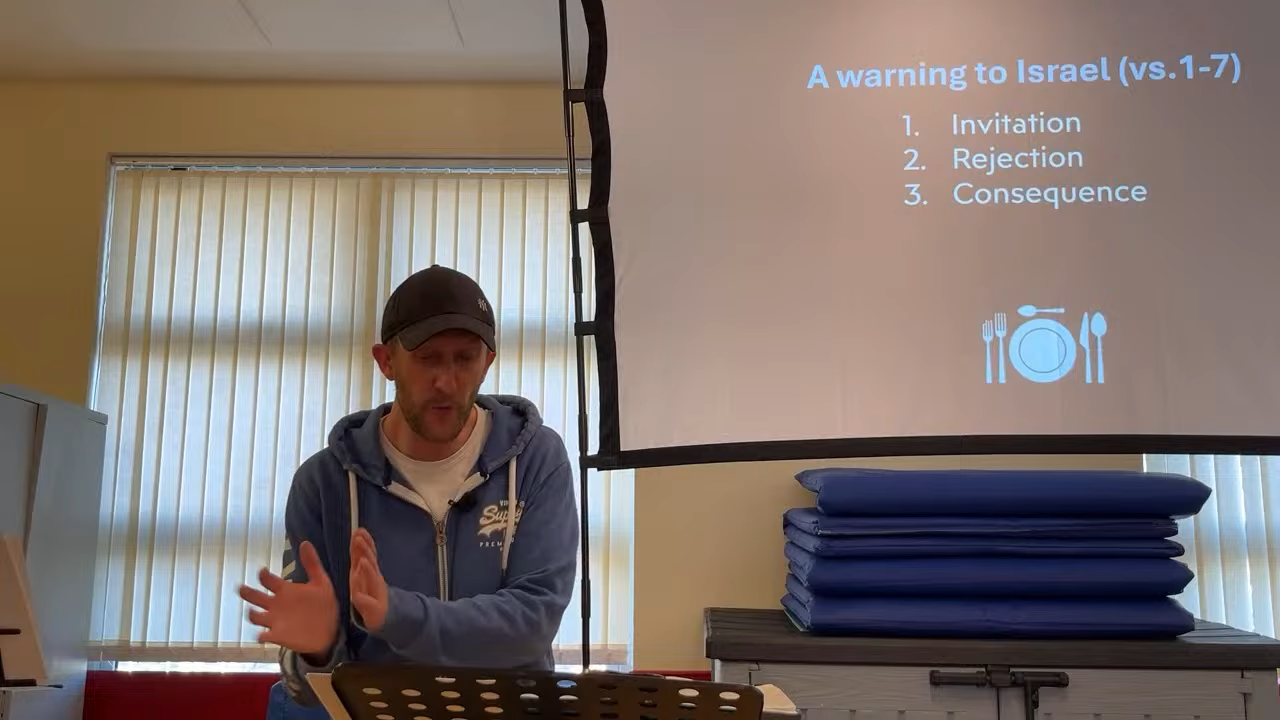 A warning to Israel (vs.1-7)
1. Invitation
2. Rejection
3. Consequence